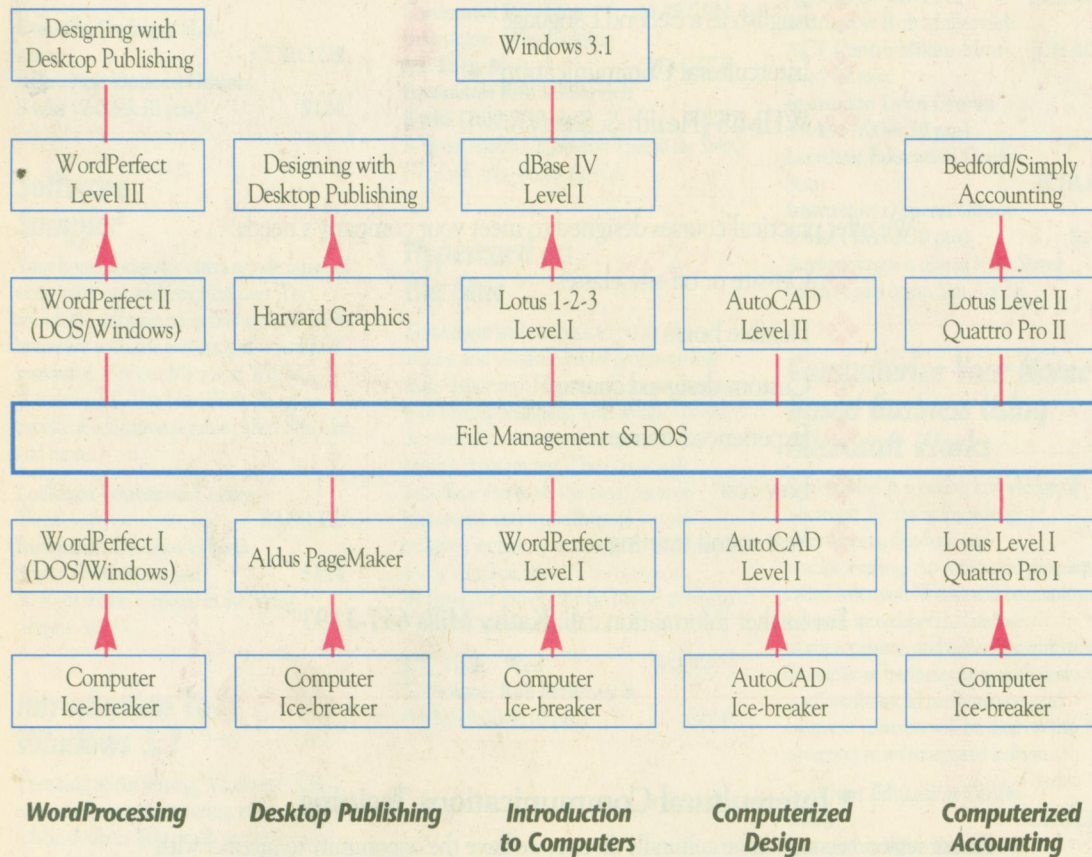 Designing with
Desktop Publishing
Windows 3.1
WordPerfect
Level III
Designing with
Desktop Publishing
dBase IV
Level I
Bedford/Simply
Accounting
WordPerfect II
(DOS/Windows)
Harvard Graphics
Lotus 1-2-3
Level I
AutoCAD
Level II
Lotus Level II
Quattro Pro II
File Management & DOS
WordPerfect I
(DOS/Windows)
Aldus PageMaker
WordPerfect
Level I
AutoCAD
Level I
Lotus Level I
Quattro Pro I
Computer
Ice-breaker
Computer
Ice-breaker
Computer
Ice-breaker
AutoCAD
Ice-breaker
Computer
Ice-breaker
WordProcessing
Desktop Publishing
Introduction
to Computers
Computerized
Design
Computerized
Accounting